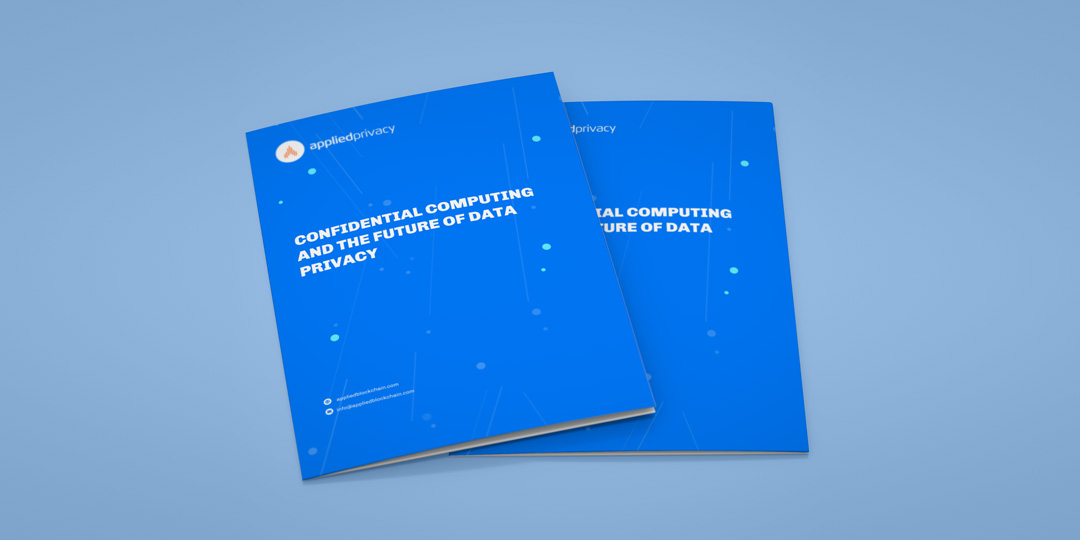 appliedprivacy
CONFIDENTIAL COMPUTING
AND THE FUTURE OF DATA
PRIVACY
appliedblockchain.com
info@appliedblockchain.com
dprivacy
IAL COMPUTING
TURE OF DATA